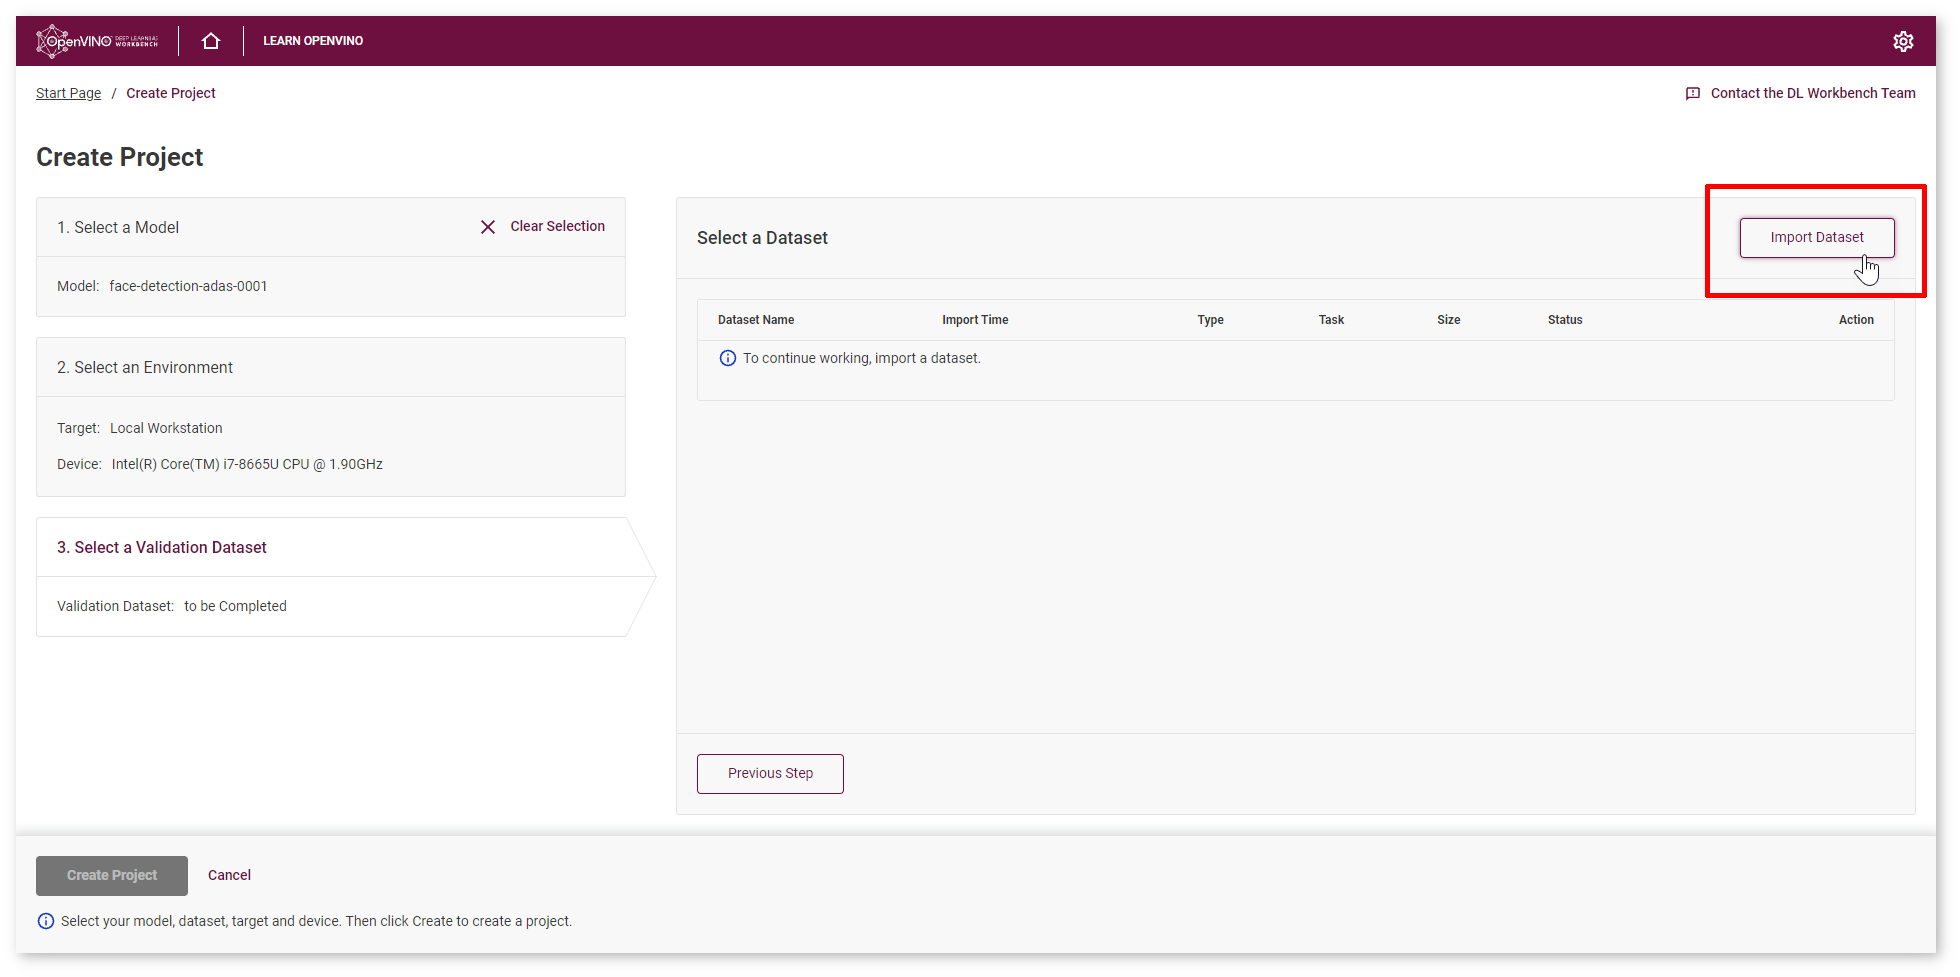 OpenVINO DEEP LEARNING WORKBENCH
LEARN OPENVINO
Start Page / Create Project
Contact the DL Workbench Team
Create Project
1. Select a Model
Clear Selection
Model: face-detection-adas-0001
2. Select an Environment
Target: Local Workstation
Device: Intel(R) Core(TM) i7-8665U CPU @ 1.90GHz
3. Select a Validation Dataset
Validation Dataset: to be Completed
Select a Dataset
Import Dataset
Dataset Name Import Time Type Task Size Status Action
To continue working, import a dataset.
Previous Step
Create Project
Cancel
Select your model, dataset, target and device. Then click Create to create a project.